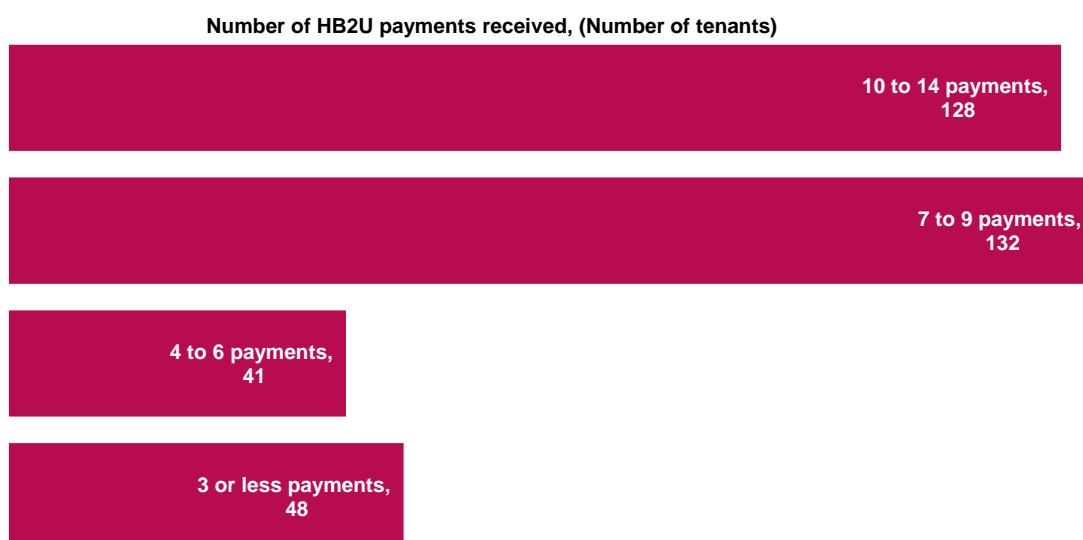 Number of HB2U payments received, (Number of tenants)
10 to 14 payments,
128
7 to 9 payments,
132
4 to 6 payments,
41
3 or less payments,
48